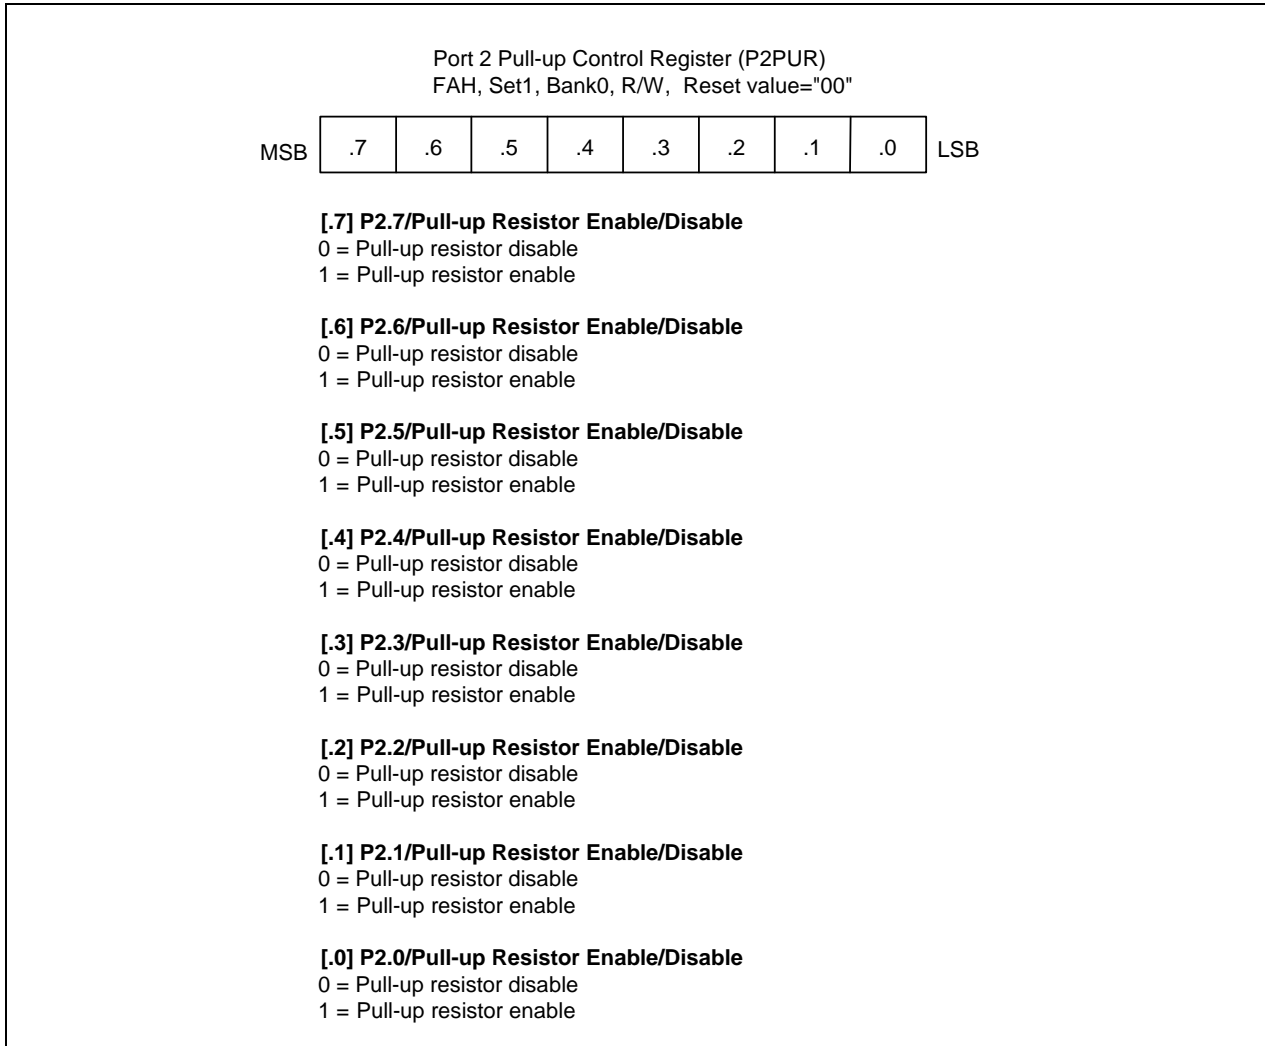 Port 2 Pull-up Control Register (P2PUR)
FAH, Set1, Bank0, R/W, Reset value="00"
MSB .7 .6 .5 .4 .3 .2 .1 .0 LSB
[.7] P2.7/Pull-up Resistor Enable/Disable
0 = Pull-up resistor disable
1 = Pull-up resistor enable
[.6] P2.6/Pull-up Resistor Enable/Disable
0 = Pull-up resistor disable
1 = Pull-up resistor enable
[.5] P2.5/Pull-up Resistor Enable/Disable
0 = Pull-up resistor disable
1 = Pull-up resistor enable
[.4] P2.4/Pull-up Resistor Enable/Disable
0 = Pull-up resistor disable
1 = Pull-up resistor enable
[.3] P2.3/Pull-up Resistor Enable/Disable
0 = Pull-up resistor disable
1 = Pull-up resistor enable
[.2] P2.2/Pull-up Resistor Enable/Disable
0 = Pull-up resistor disable
1 = Pull-up resistor enable
[.1] P2.1/Pull-up Resistor Enable/Disable
0 = Pull-up resistor disable
1 = Pull-up resistor enable
[.0] P2.0/Pull-up Resistor Enable/Disable
0 = Pull-up resistor disable
1 = Pull-up resistor enable